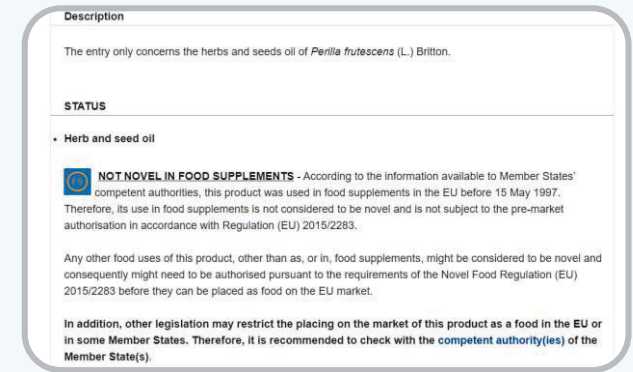 Description
The entry only concerns the herbs and seeds oil of Perilla frutescens (L.) Britton.
STATUS
• Herb and seed oil
FS NOT NOVEL IN FOOD SUPPLEMENTS - According to the information available to Member States'
competent authorities, this product was used in food supplements in the EU before 15 May 1997.
Therefore, its use in food supplements is not considered to be novel and is not subject to the pre-market
authorisation in accordance with Regulation (EU) 2015/2283.
Any other food uses of this product, other than as, or in, food supplements, might be considered to be novel and
consequently might need to be authorised pursuant to the requirements of the Novel Food Regulation (EU)
2015/2283 before they can be placed as food on the EU market.
In addition, other legislation may restrict the placing on the market of this product as a food in the EU or
in some Member States. Therefore, it is recommended to check with the competent authority(ies) of the
Member State(s).